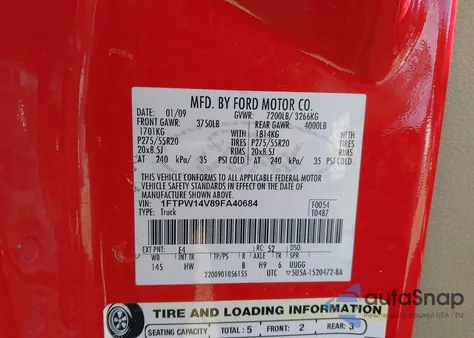 MFD. BY FORD MOTOR CO.
DATE: 01/09 GVWR: 7200LB/ 3266KG
FRONT GAWR: 3750LB REAR GAWR: 4000LB
1701KG WITH 1814KG WITH
P275/55R20 TIRES P275/55R20 TIRES
20x8.5J RIMS 20x8.5J RIMS
AT 240 kPa/ 35 PSI COLD AT 240 kPa/ 35 PSI COLD
THIS VEHICLE CONFORMS TO ALL APPLICABLE FEDERAL MOTOR
VEHICLE SAFETY AND THEFT PREVENTION STANDARDS IN EFFECT ON
THE DATE OF MANUFACTURE SHOWN ABOVE.
VIN: 1FTPW14V89FA40684 F0054
TYPE: Truck T0487
EXT PNT: E4 RC: 52 DSO:
WB INT TR TP/PS R AXLE TR SPR
145 HW B H9 6 UUGG
2200901056155 UTC
TIRE AND LOADING INFORMATION
SEATING CAPACITY TOTAL : 5 FRONT : 2 REAR : 3
autoSnap